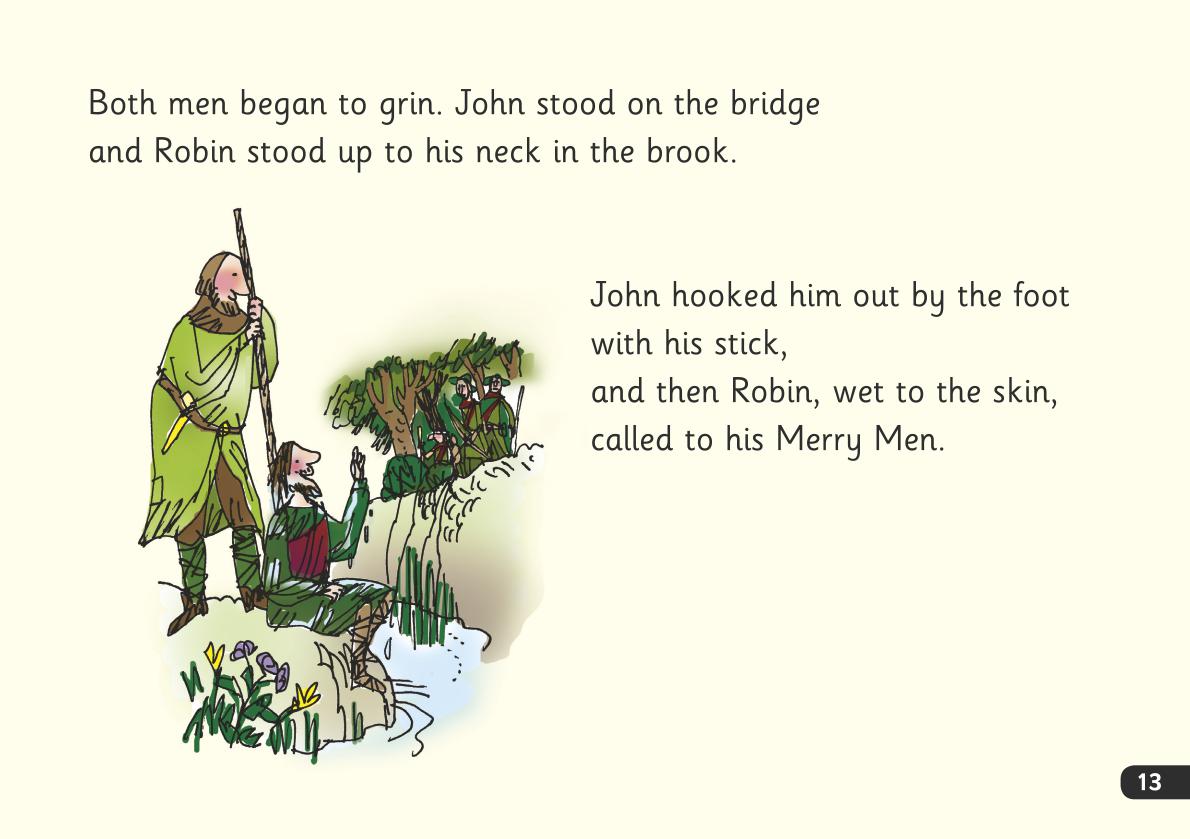 Both men began to grin. John stood on the bridge
and Robin stood up to his neck in the brook.
John hooked him out by the foot
with his stick,
and then Robin, wet to the skin,
called to his Merry Men.
13